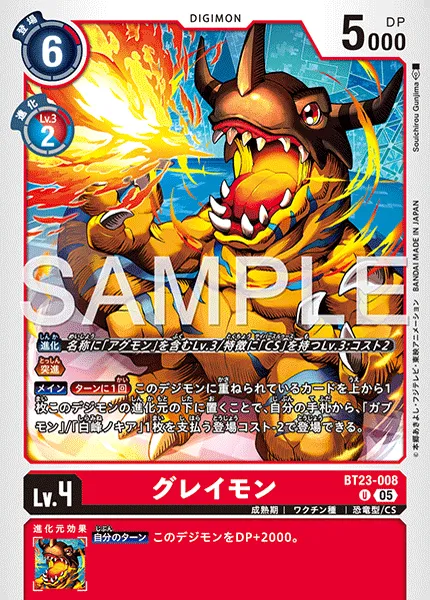 DIGIMON
登場
6
DP
5000
進化
Lv.3
2
Souichirou Gunjima
SAMPLE
進化 名称に「アグモン」を含むLv.3/特徴に「CS」を持つLv.3:コスト2
突進
メイン ターンに1回 このデジモンに重ねられているカードを上から1
枚このデジモンの進化元の下に置くことで、自分の手札から、「ガブ
モン」/「白峰ノキア」1枚を支払う登場コスト-2で登場できる。
©本郷あきよし・フジテレビ・東映アニメーション BANDAI MADE IN JAPAN
Lv.4
グレイモン
BT23-008
U 05
成熟期 ワクチン種 恐竜型/CS
進化元効果
自分のターン このデジモンをDP+2000。